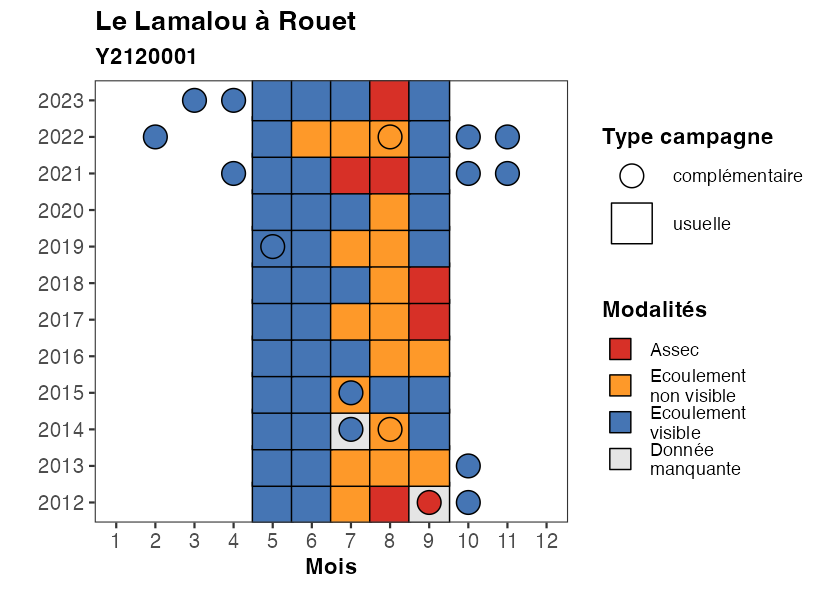 Le Lamalou à Rouet
Y2120001
2023
2022
2021
2020
2019
2018
2017
2016
2015
2014
2013
2012
1 2 3 4 5 6 7 8 9 10 11 12
Mois
Type campagne
complémentaire
usuelle
Modalités
Assec
Ecoulement
non visible
Ecoulement
visible
Donnée
manquante